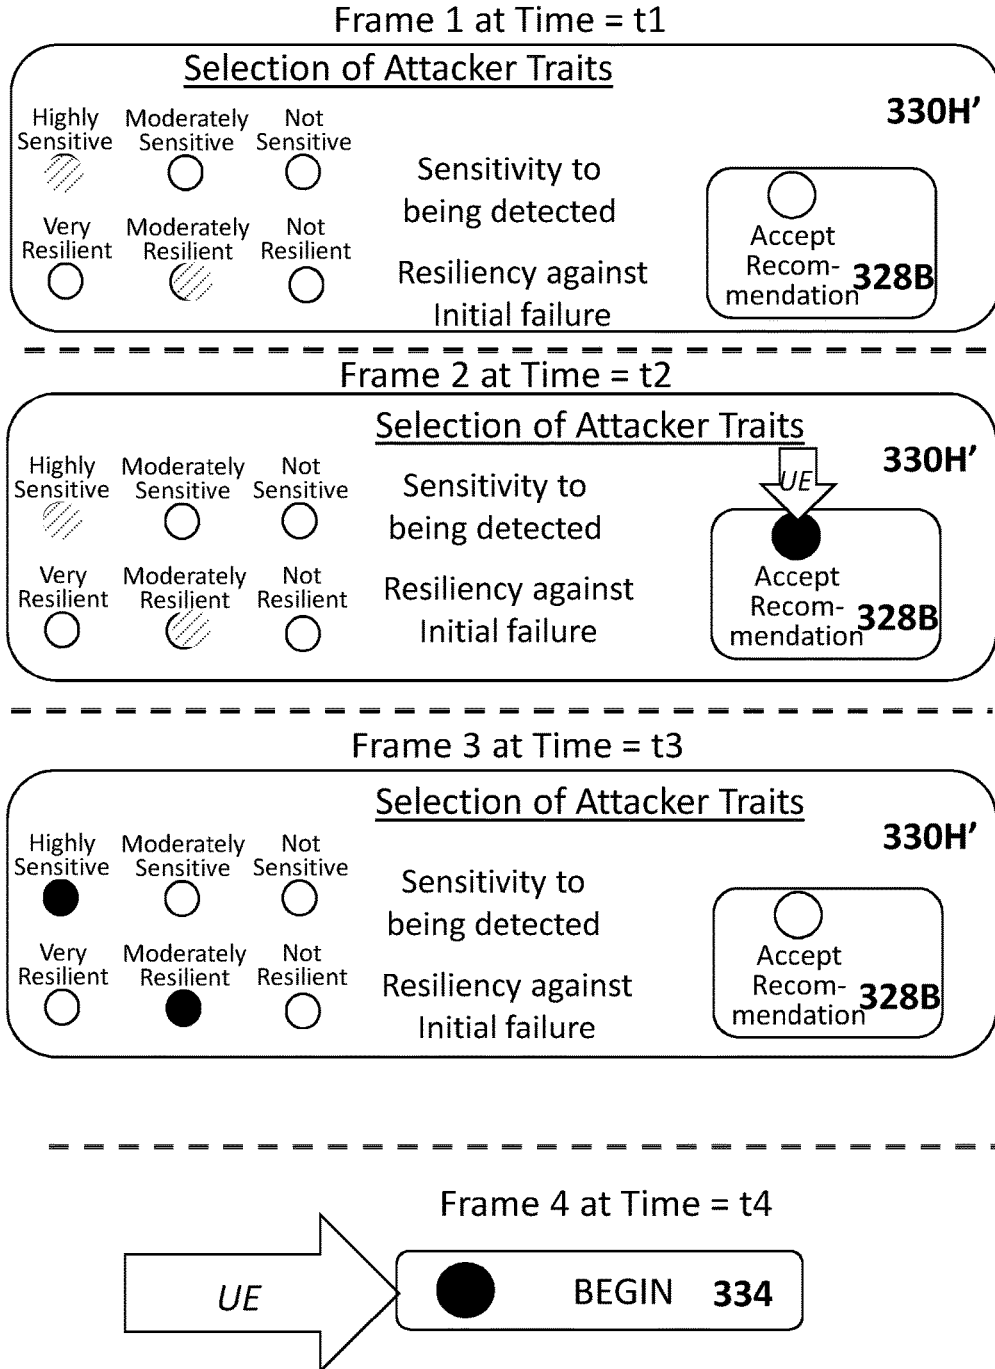 Frame 1 at Time = t1
Selection of Attacker Traits
330H’
Highly Moderately Not
Sensitive Sensitive Sensitive
Sensitivity to
being detected
Very Moderately Not
Resilient Resilient Resilient
Resiliency against
Initial failure
Accept
Recom-
mendation 328B
Frame 2 at Time = t2
Selection of Attacker Traits
330H’
UE
Highly Moderately Not
Sensitive Sensitive Sensitive
Sensitivity to
being detected
Very Moderately Not
Resilient Resilient Resilient
Resiliency against
Initial failure
Accept
Recom-
mendation 328B
Frame 3 at Time = t3
Selection of Attacker Traits
330H’
Highly Moderately Not
Sensitive Sensitive Sensitive
Sensitivity to
being detected
Very Moderately Not
Resilient Resilient Resilient
Resiliency against
Initial failure
Accept
Recom-
mendation 328B
Frame 4 at Time = t4
UE
BEGIN 334